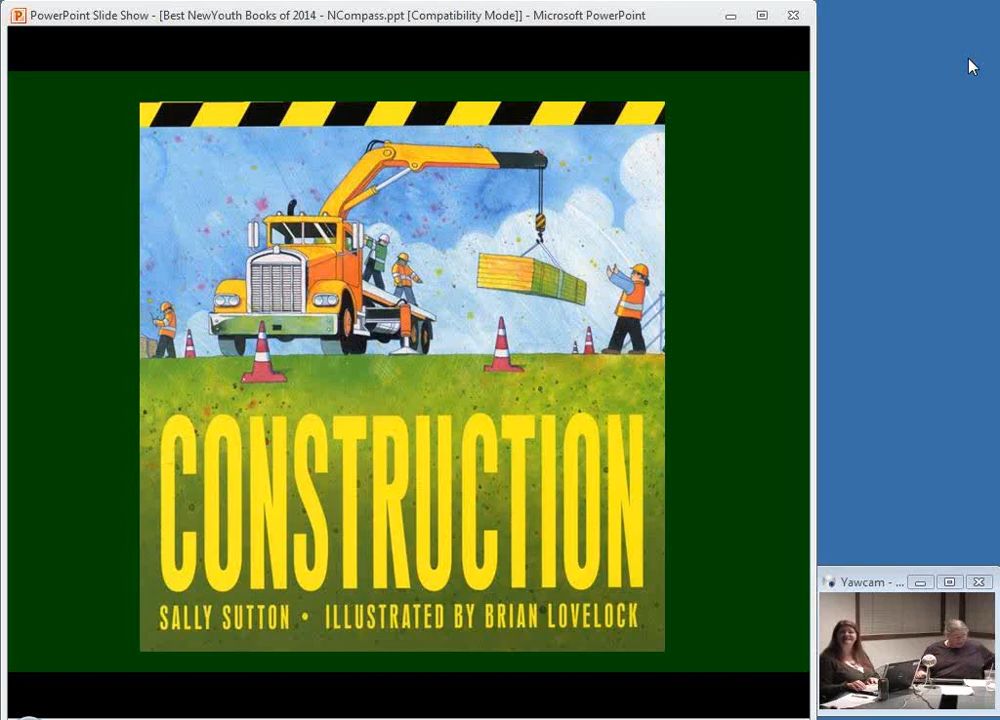 PowerPoint Slide Show - [Best NewYouth Books of 2014 - NCompass.ppt [Compatibility Mode]] - Microsoft PowerPoint
CONSTRUCTION
SALLY SUTTON • ILLUSTRATED BY BRIAN LOVELOCK
Yawcam - ...